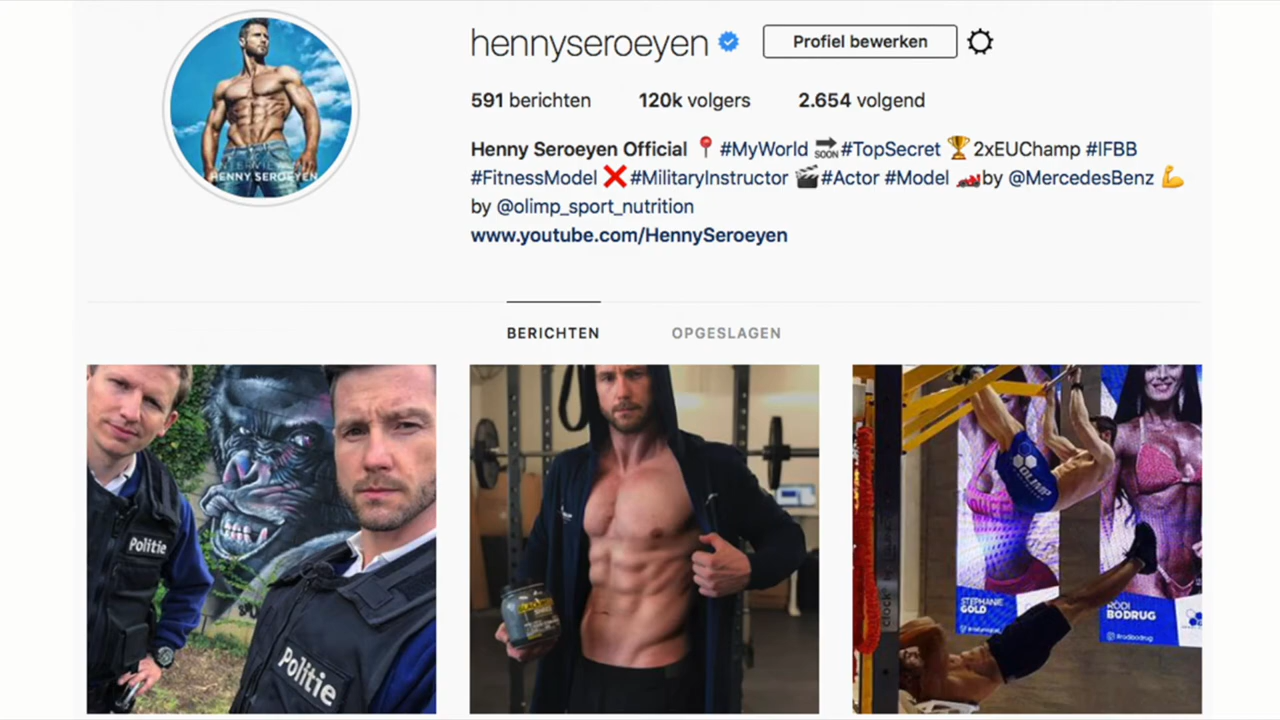 hennyseroeyen
Profiel bewerken
591 berichten 120k volgers 2.654 volgend
Henny Seroeyen Official 📍 #MyWorld 🔜 #TopSecret 🏆2xEUChamp #IFBB
#FitnessModel ❌#MilitaryInstructor 🎬#Actor #Model 🏎️by @MercedesBenz 💪
by @olimp_sport_nutrition
www.youtube.com/HennySeroeyen
HENNY SEROEYEN
BERICHTEN OPGESLAGEN
Politie
Politie
OLIMP
STEPHANIE
GOLD
RODI
BODRUG
@rodibodrug